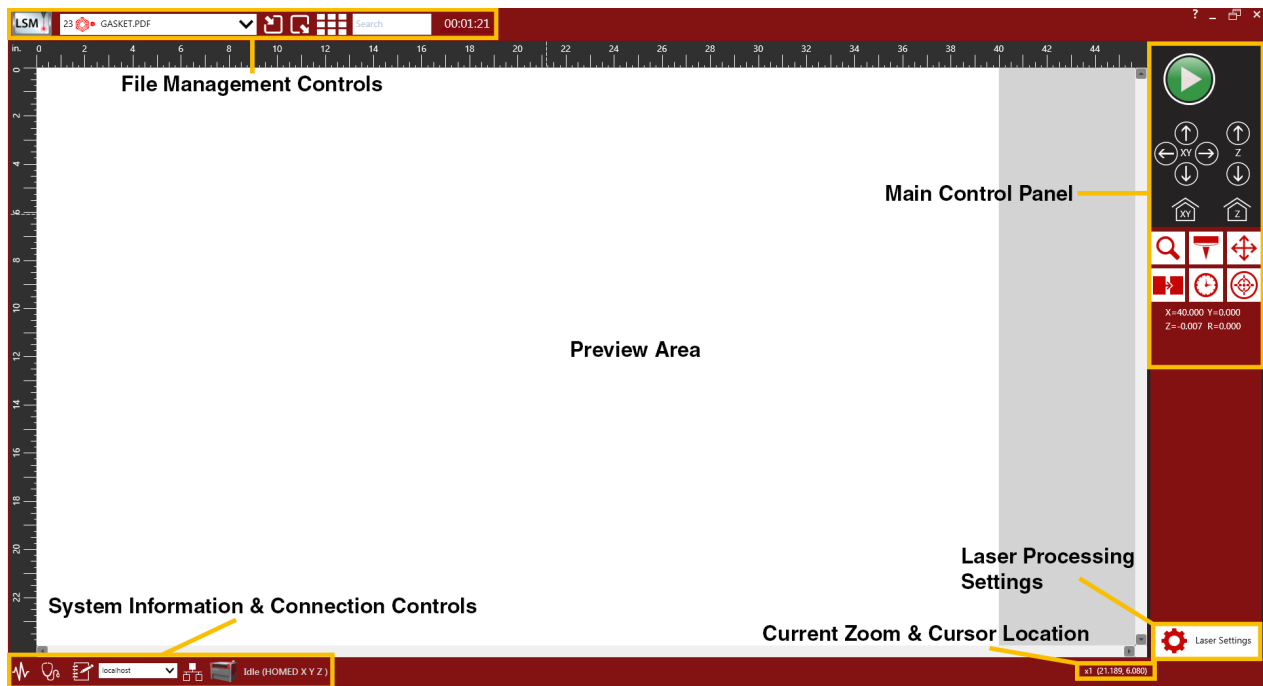 LSM 23 GASKET.PDF Search 00:01:21 ? _ ×
in. 0 2 4 6 8 10 12 14 16 18 20 22 24 26 28 30 32 34 36 38 40 42 44
File Management Controls
0
2
4
6
8
10
12
14
16
18
20
22
XY Z
XY Z
Main Control Panel
X=40.000 Y=0.000
Z=-0.007 R=0.000
Preview Area
Laser Processing
Settings
System Information & Connection Controls
Current Zoom & Cursor Location
Laser Settings
localhost Idle (HOMED X Y Z ) x1 (21.189, 6.080)